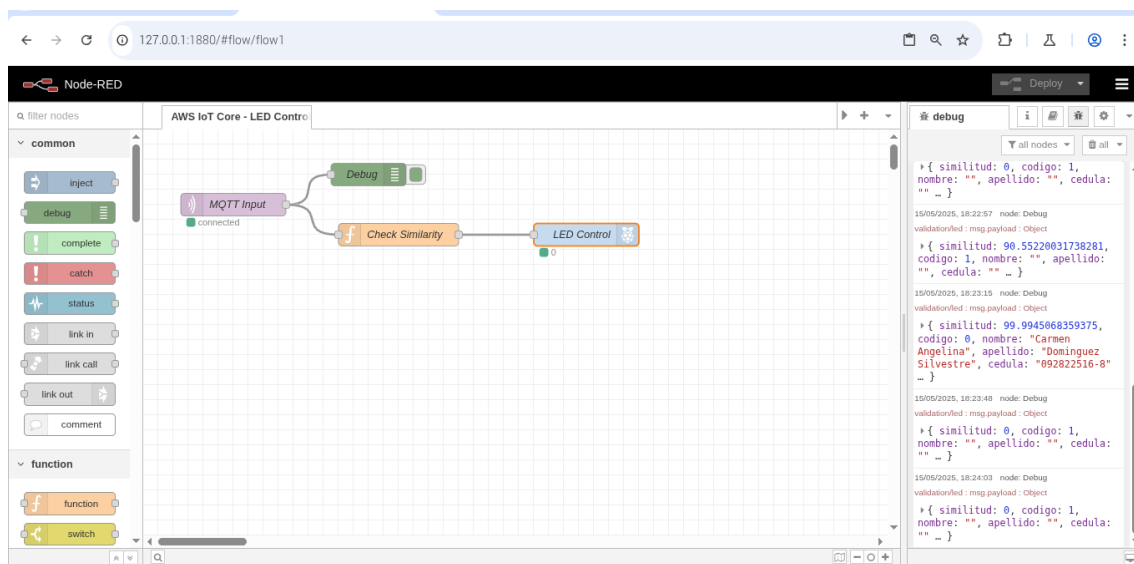 127.0.0.1:1880/#flow/flow1
Node-RED
Deploy
filter nodes
common
inject
debug
complete
catch
status
link in
link call
link out
comment
function
function
switch
AWS IoT Core - LED Contro
MQTT Input
connected
Debug
Check Similarity
LED Control
0
debug
i
all nodes
all
{ similitud: 0, codigo: 1,
nombre: "", apellido: "", cedula:
"" … }
15/05/2025, 18:22:57 node: Debug
validation/led : msg.payload : Object
{ similitud: 90.55220031738281,
codigo: 1, nombre: "", apellido:
"", cedula: "" … }
15/05/2025, 18:23:15 node: Debug
validation/led : msg.payload : Object
{ similitud: 99.9945068359375,
codigo: 0, nombre: "Carmen
Angelina", apellido: "Dominguez
Silvestre", cedula: "092822516-8"
… }
15/05/2025, 18:23:48 node: Debug
validation/led : msg.payload : Object
{ similitud: 0, codigo: 1,
nombre: "", apellido: "", cedula:
"" … }
15/05/2025, 18:24:03 node: Debug
validation/led : msg.payload : Object
{ similitud: 0, codigo: 1,
nombre: "", apellido: "", cedula:
"" … }